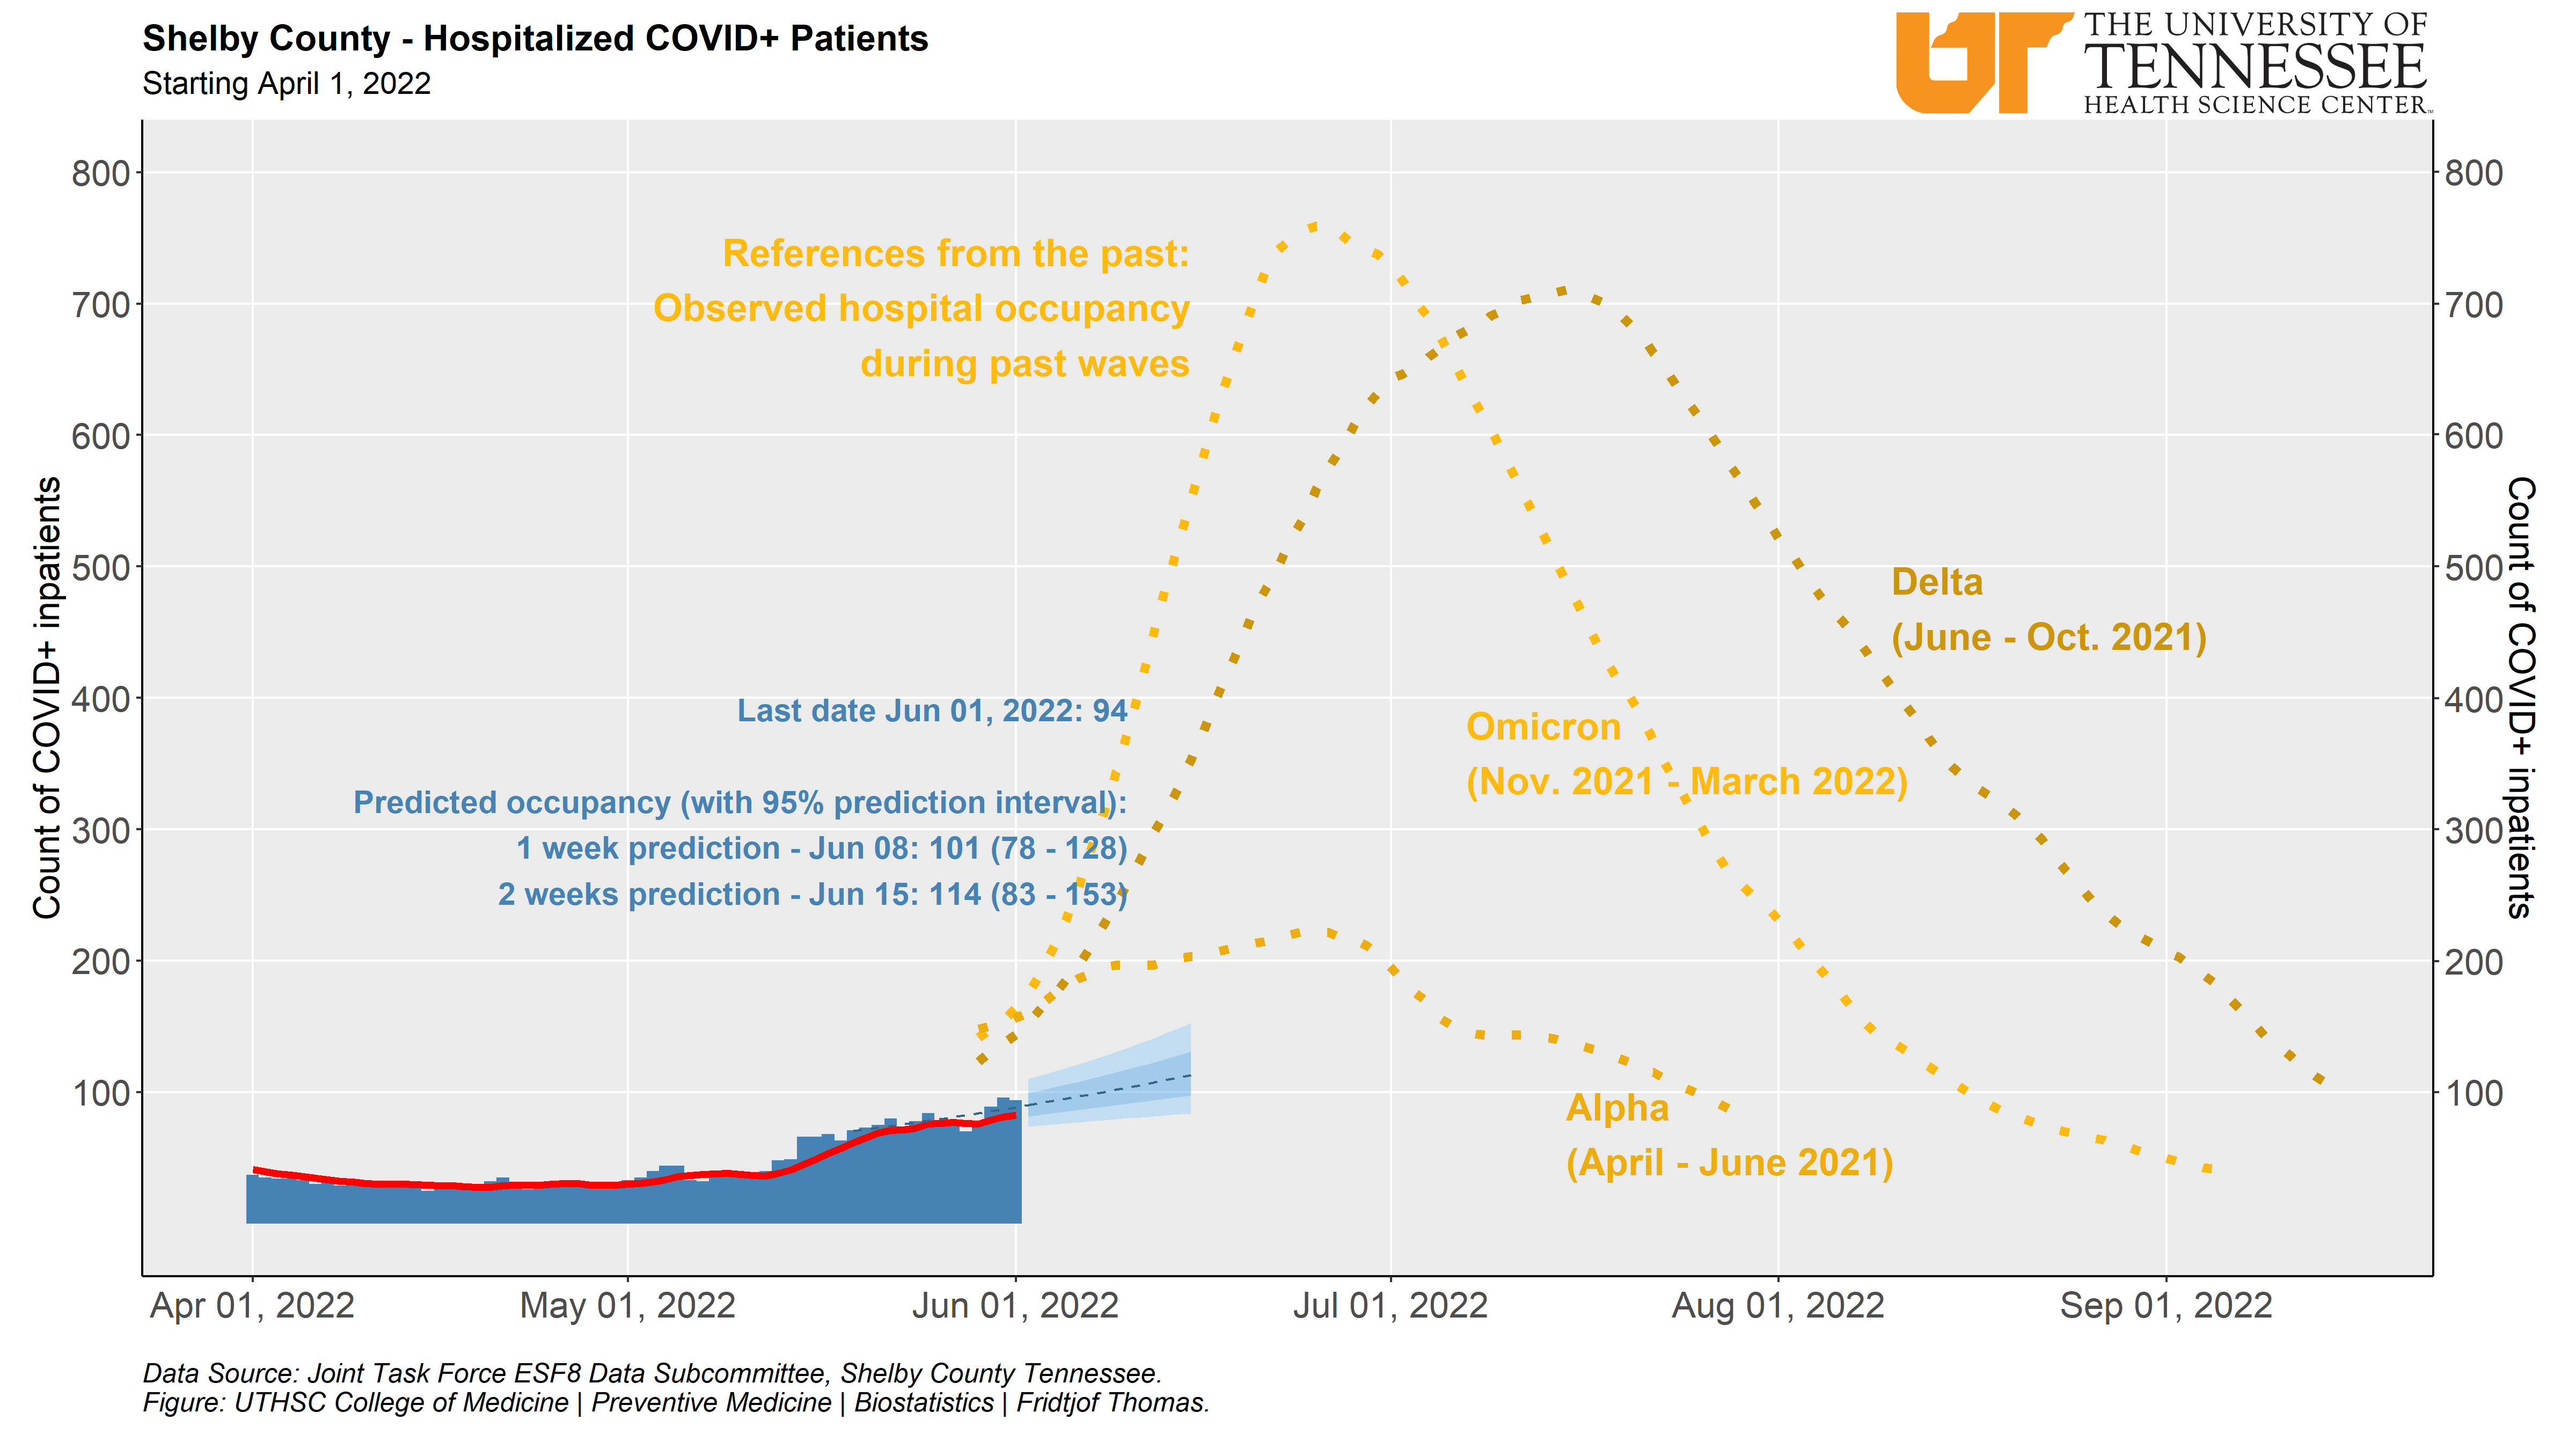 Shelby County - Hospitalized COVID+ Patients
Starting April 1, 2022
UT
THE UNIVERSITY OF
TENNESSEE
HEALTH SCIENCE CENTER™
Count of COVID+ inpatients
800
700
600
500
400
300
200
100
References from the past:
Observed hospital occupancy
during past waves
Delta
(June - Oct. 2021)
Last date Jun 01, 2022: 94
Omicron
(Nov. 2021 - March 2022)
Predicted occupancy (with 95% prediction interval):
1 week prediction - Jun 08: 101 (78 - 128)
2 weeks prediction - Jun 15: 114 (83 - 153)
Alpha
(April - June 2021)
800
700
600
500
400
300
200
100
Count of COVID+ inpatients
Apr 01, 2022
May 01, 2022
Jun 01, 2022
Jul 01, 2022
Aug 01, 2022
Sep 01, 2022
Data Source: Joint Task Force ESF8 Data Subcommittee, Shelby County Tennessee.
Figure: UTHSC College of Medicine | Preventive Medicine | Biostatistics | Fridtjof Thomas.